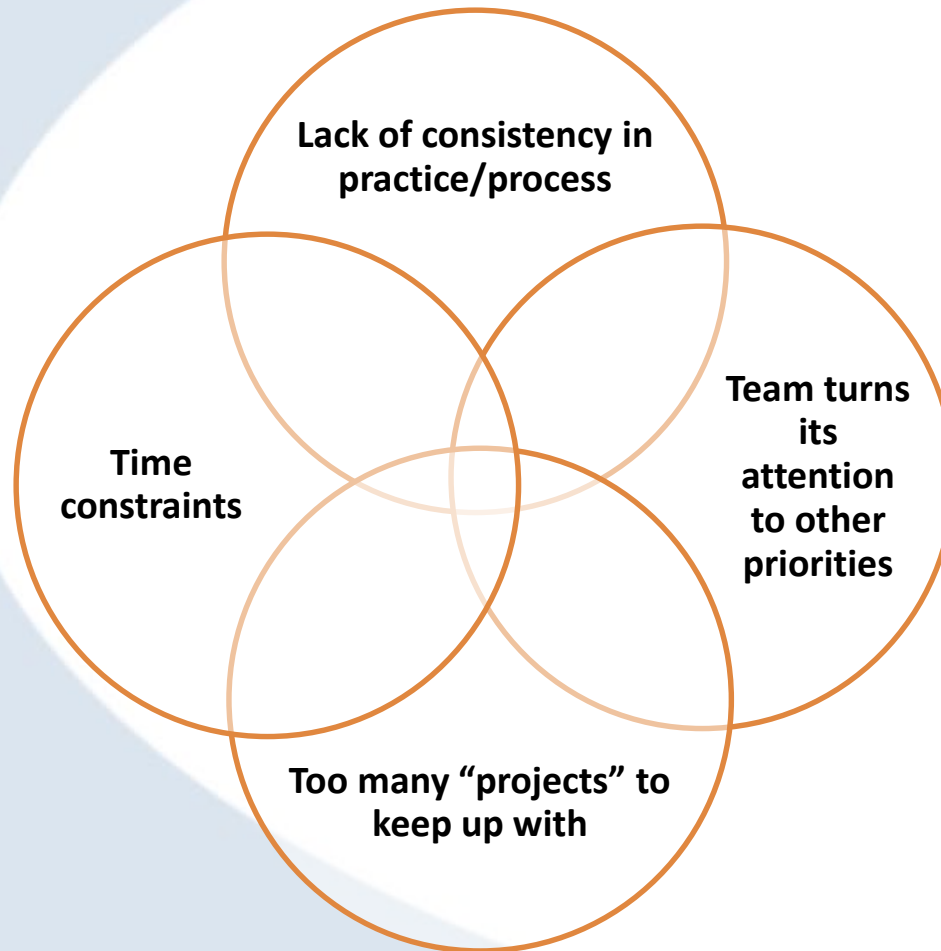 Lack of consistency in
practice/process
Team turns
its
attention
to other
priorities
Time
constraints
Too many “projects” to
keep up with